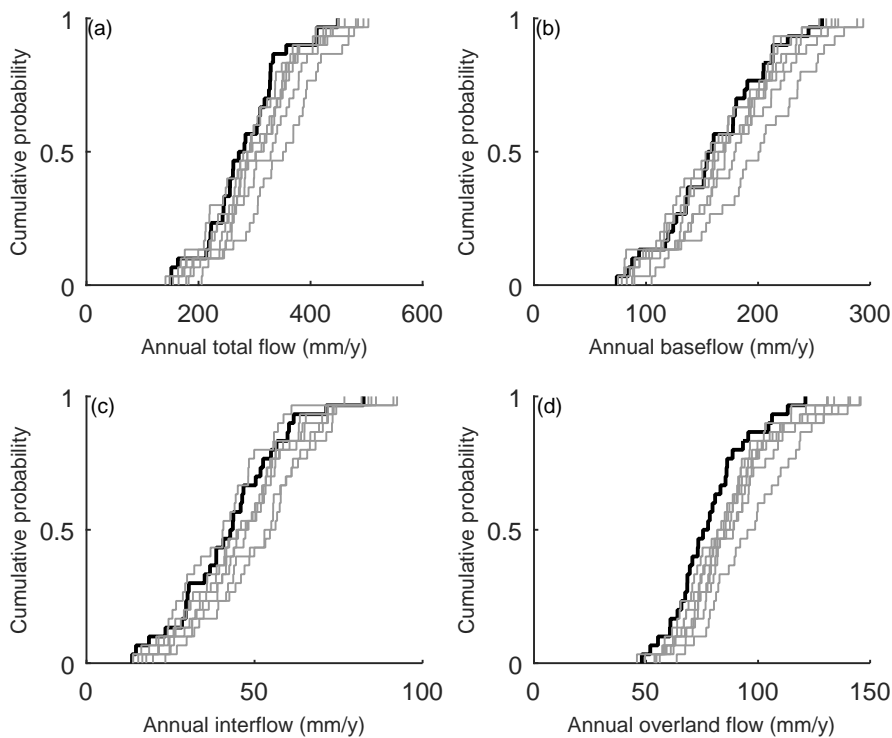 (a)
1
0.5
0
Cumulative probability
0 200 400 600
Annual total flow (mm/y)
(b)
1
0.5
0
Cumulative probability
0 100 200 300
Annual baseflow (mm/y)
(c)
1
0.5
0
Cumulative probability
0 50 100
Annual interflow (mm/y)
(d)
1
0.5
0
Cumulative probability
0 50 100 150
Annual overland flow (mm/y)